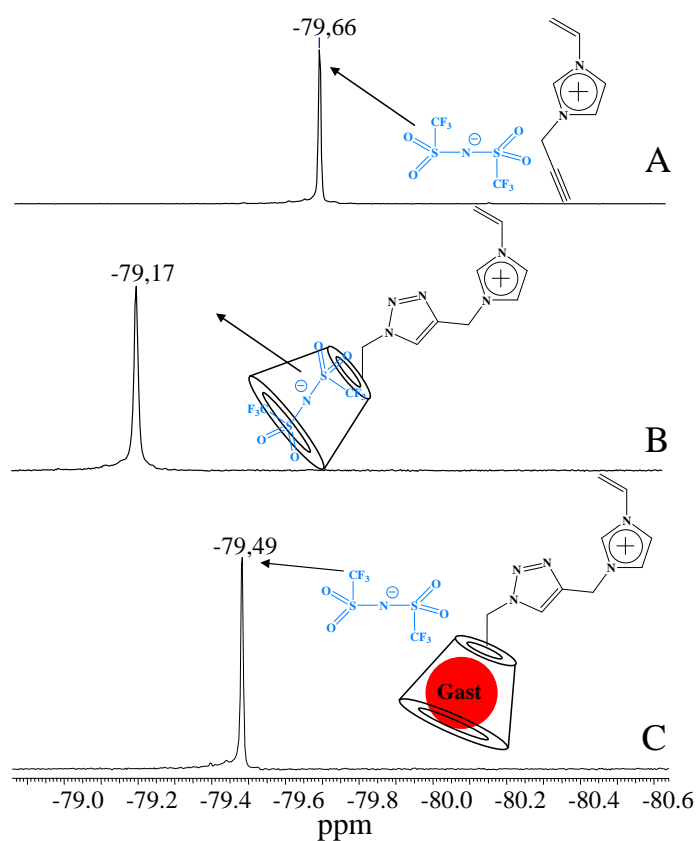 -79,66
N
+
N
CF₃
O
O
S
N
⊖
S
O
O
CF₃
A
-79,17
N
+
N
N
N
N
O
O
S
⊖
N
CF₃
F₃C
S
O
O
B
-79,49
N
+
N
N
N
N
CF₃
O
O
S
N
⊖
S
O
O
CF₃
Gast
C
-79.0 -79.2 -79.4 -79.6 -79.8 -80.0 -80.2 -80.4 -80.6
ppm